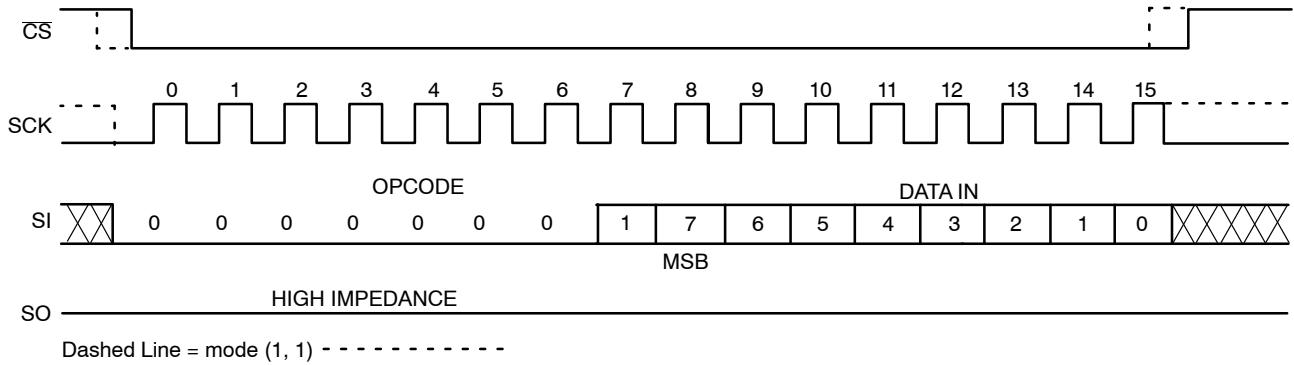 CS
0 1 2 3 4 5 6 7 8 9 10 11 12 13 14 15
SCK
OPCODE DATA IN
SI 0 0 0 0 0 0 0 1 7 6 5 4 3 2 1 0
MSB
HIGH IMPEDANCE
SO
Dashed Line = mode (1, 1)